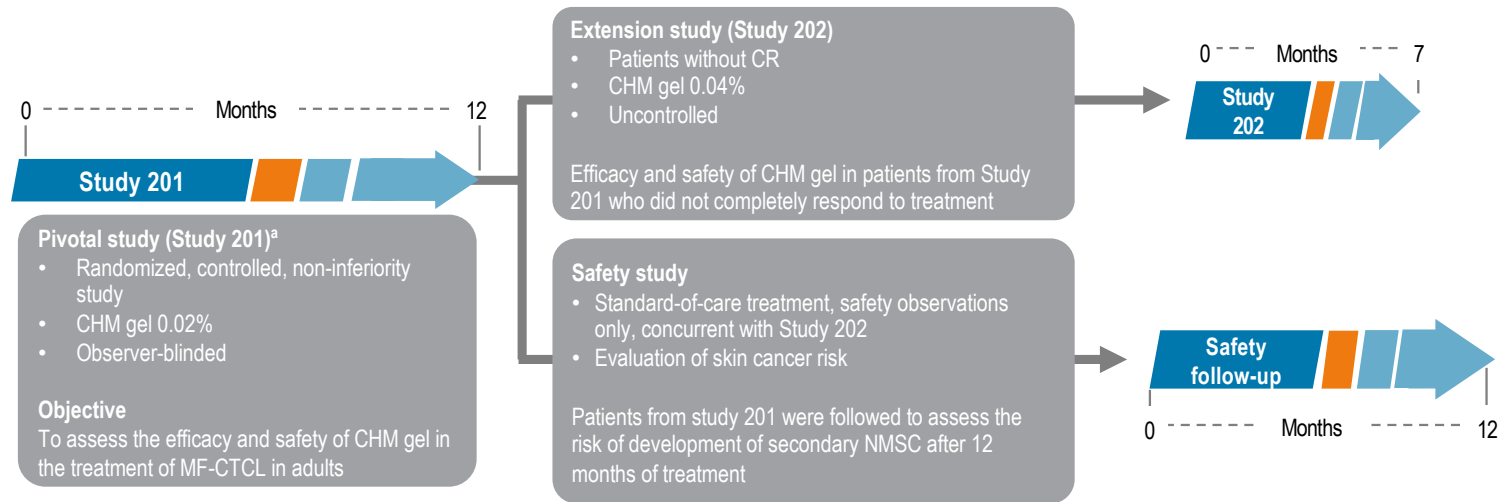 0 Months 12
Study 201
Pivotal study (Study 201)ᵃ
• Randomized, controlled, non-inferiority
study
• CHM gel 0.02%
• Observer-blinded
Objective
To assess the efficacy and safety of CHM gel in
the treatment of MF-CTCL in adults
Extension study (Study 202)
• Patients without CR
• CHM gel 0.04%
• Uncontrolled
Efficacy and safety of CHM gel in patients from Study
201 who did not completely respond to treatment
0 Months 7
Study
202
Safety study
• Standard-of-care treatment, safety observations
only, concurrent with Study 202
• Evaluation of skin cancer risk
Patients from study 201 were followed to assess the
risk of development of secondary NMSC after 12
months of treatment
Safety
follow-up
0 Months 12